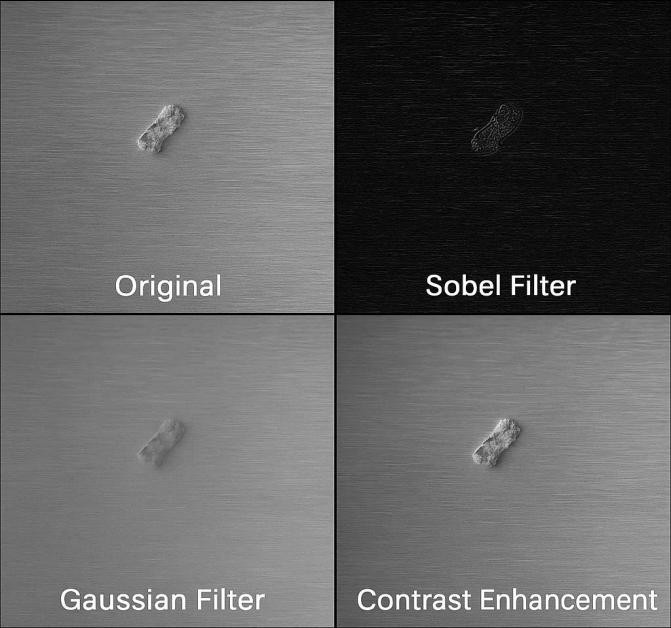 Original
Sobel Filter
Gaussian Filter
Contrast Enhancement